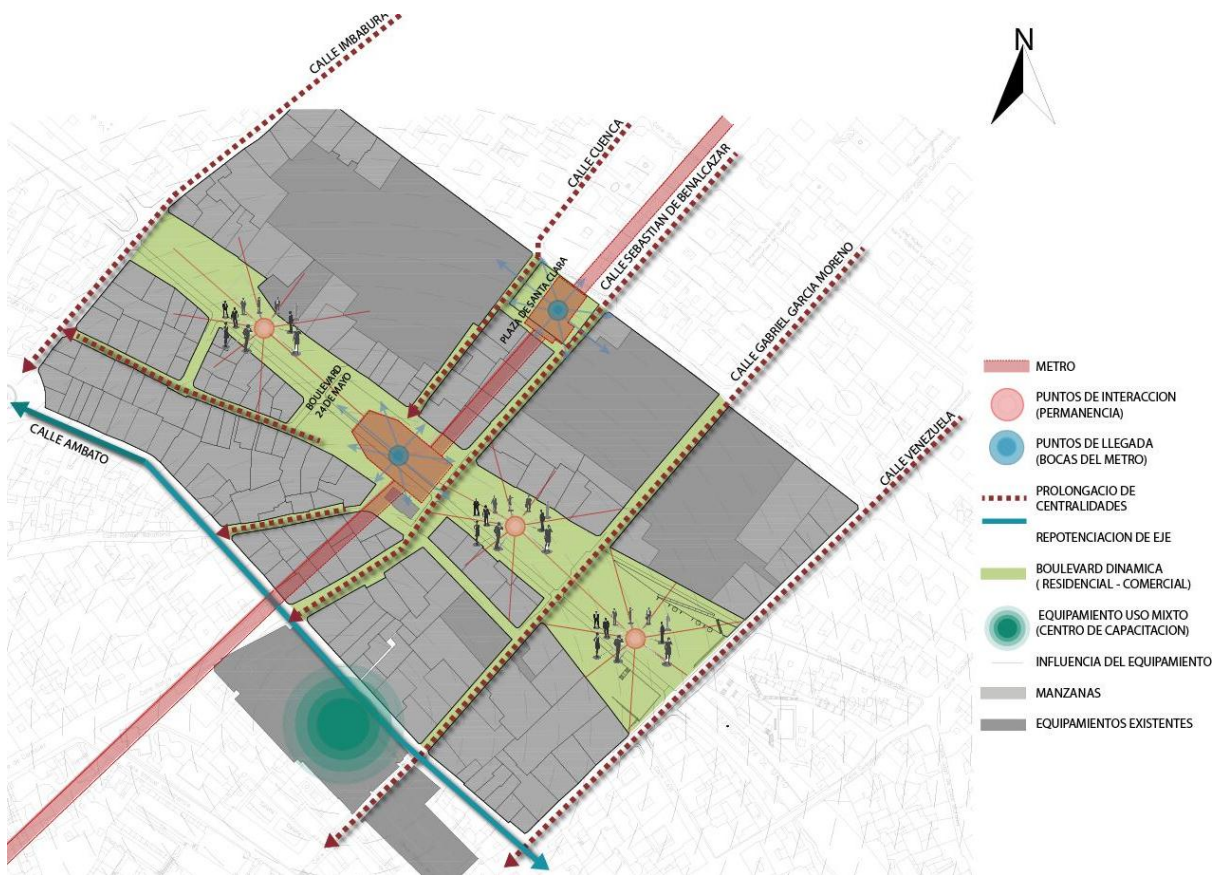 N
CALLE IMBABURA
CALLE CUENCA
CALLE SEBASTIAN DE BENALCAZAR
PLAZA DE SANTA CLARA
CALLE GABRIEL GARCIA MORENO
CALLE VENEZUELA
BOULEVARD
24 DE MAYO
CALLE AMBATO
METRO
PUNTOS DE INTERACCION
(PERMANENCIA)
PUNTOS DE LLEGADA
(BOCAS DEL METRO)
PROLONGACIO DE
CENTRALIDADES
REPOTENCIACION DE EJE
BOULEVARD DINAMICA
( RESIDENCIAL - COMERCIAL)
EQUIPAMIENTO USO MIXTO
(CENTRO DE CAPACITACION)
INFLUENCIA DEL EQUIPAMIENTO
MANZANAS
EQUIPAMIENTOS EXISTENTES